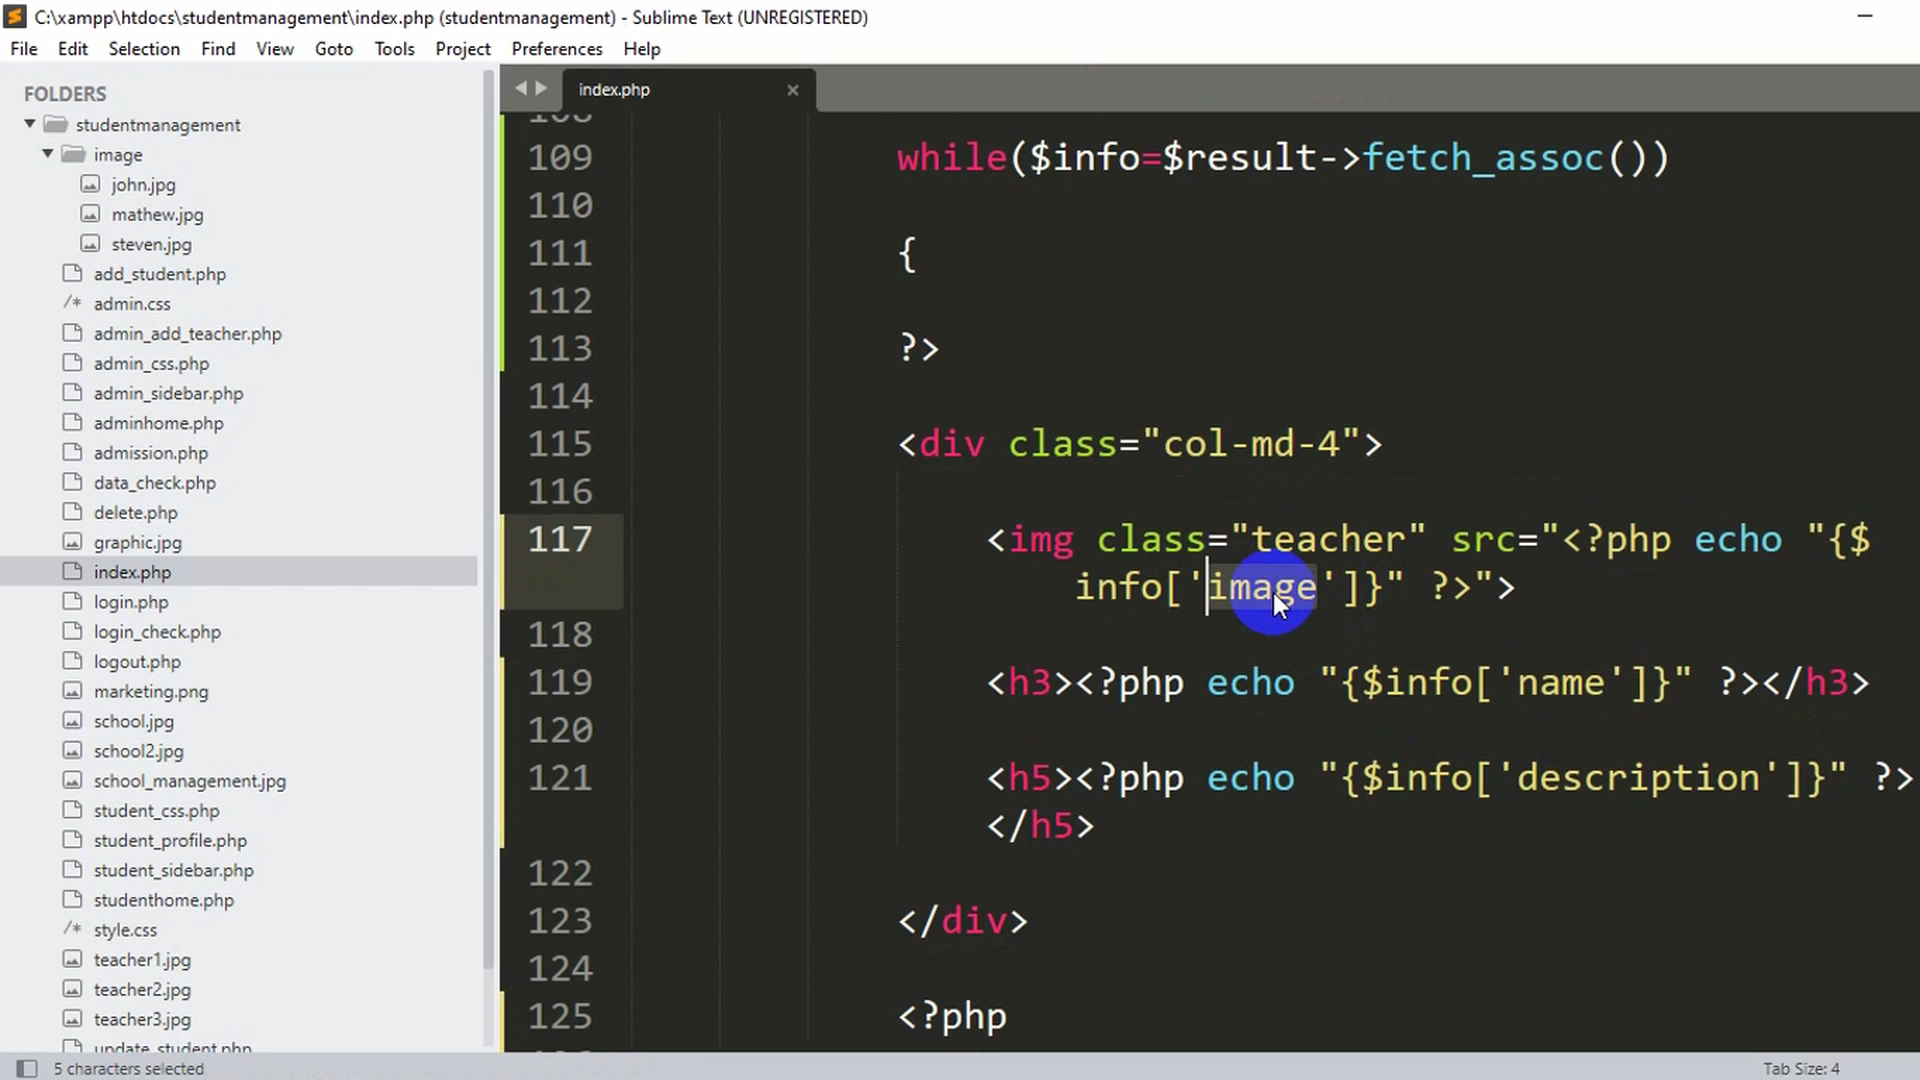 C:\xampp\htdocs\studentmanagement\index.php (studentmanagement) - Sublime Text (UNREGISTERED)
File Edit Selection Find View Goto Tools Project Preferences Help
FOLDERS
studentmanagement
image
john.jpg
mathew.jpg
steven.jpg
add_student.php
/* admin.css
admin_add_teacher.php
admin_css.php
admin_sidebar.php
adminhome.php
admission.php
data_check.php
delete.php
graphic.jpg
index.php
login.php
login_check.php
logout.php
marketing.png
school.jpg
school2.jpg
school_management.jpg
student_css.php
student_profile.php
student_sidebar.php
studenthome.php
/* style.css
teacher1.jpg
teacher2.jpg
teacher3.jpg
update_student.php
index.php
108
109 while($info=$result->fetch_assoc())
110
111 {
112
113 ?>
114
115 <div class="col-md-4">
116
117 <img class="teacher" src="<?php echo "{$
info['image']}" ?>">
118
119 <h3><?php echo "{$info['name']}" ?></h3>
120
121 <h5><?php echo "{$info['description']}" ?>
</h5>
122
123 </div>
124
125 <?php
5 characters selected
Tab Size: 4